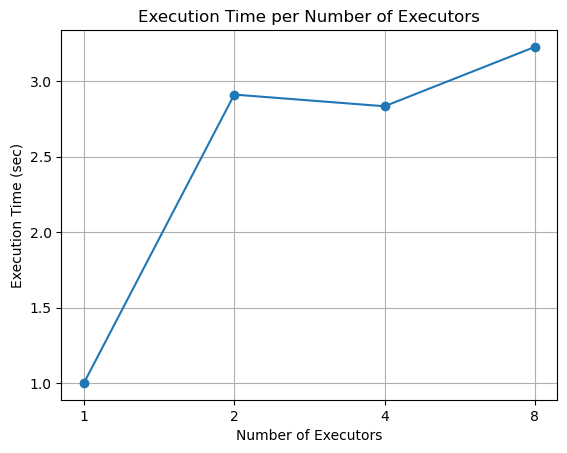 Execution Time per Number of Executors
Execution Time (sec)
3.0
2.5
2.0
1.5
1.0
1 2 4 8
Number of Executors